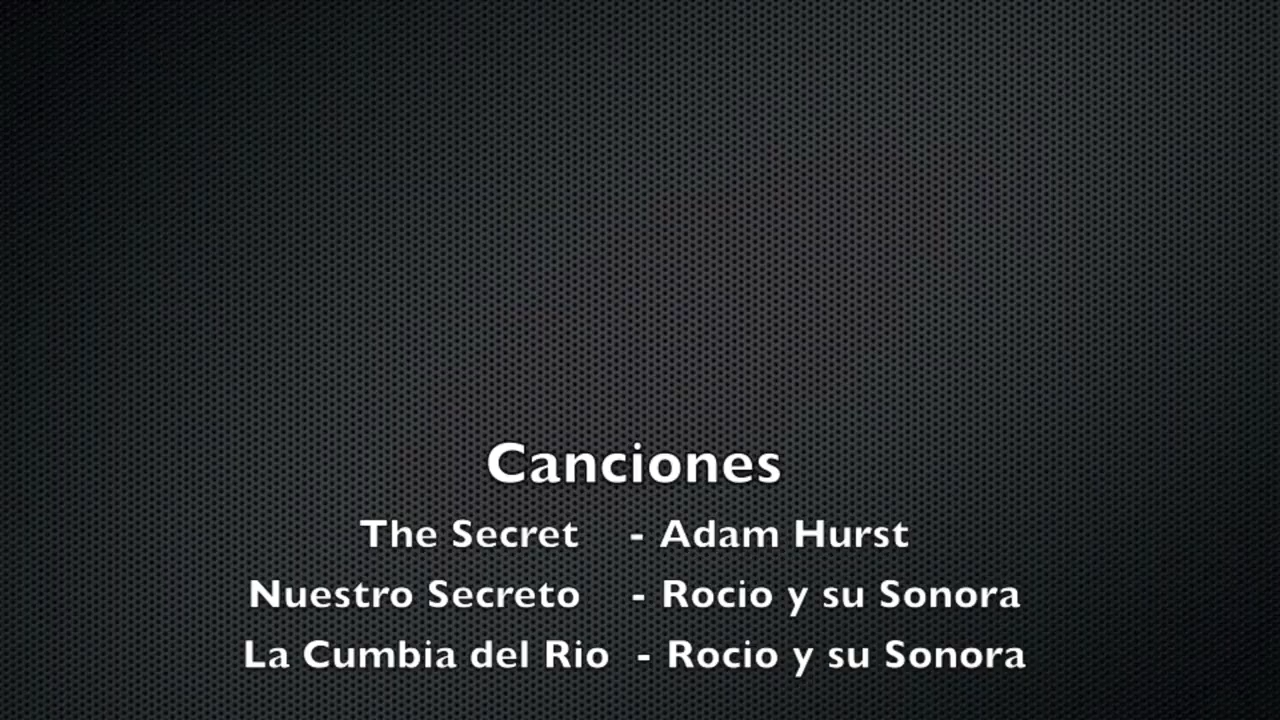 Canciones
The Secret - Adam Hurst
Nuestro Secreto - Rocio y su Sonora
La Cumbia del Rio - Rocio y su Sonora